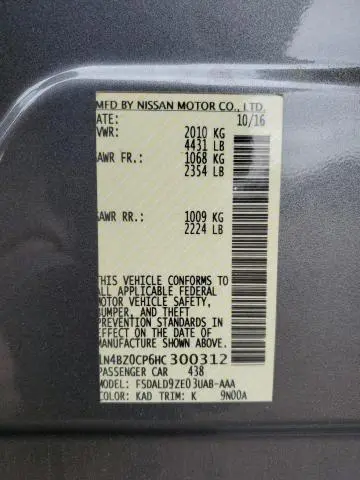 MFD BY NISSAN MOTOR CO., LTD.
ATE: 10/16
VWR: 2010 KG
4431 LB
AWR FR.: 1068 KG
2354 LB
AWR RR.: 1009 KG
2224 LB
THIS VEHICLE CONFORMS TO
ALL APPLICABLE FEDERAL
MOTOR VEHICLE SAFETY,
BUMPER, AND THEFT
PREVENTION STANDARDS IN
EFFECT ON THE DATE OF
MANUFACTURE SHOWN ABOVE.
1N4BZ0CP6HC300312
PASSENGER CAR 438
MODEL: FSDALD9ZE03UAB-AAA
COLOR: KAD TRIM: K 9N00A